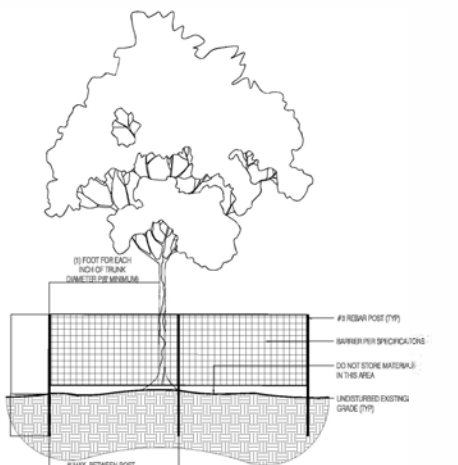 (1) FOOT FOR EACH
INCH OF TRUNK
DIAMETER MINIMUM)
#3 REBAR POST (TYP)
BARRIER PER SPECIFICATIONS
DO NOT STORE MATERIALS
IN THIS AREA
UNDISTURBED EXISTING
GRADE (TYP)
BETWEEN POST